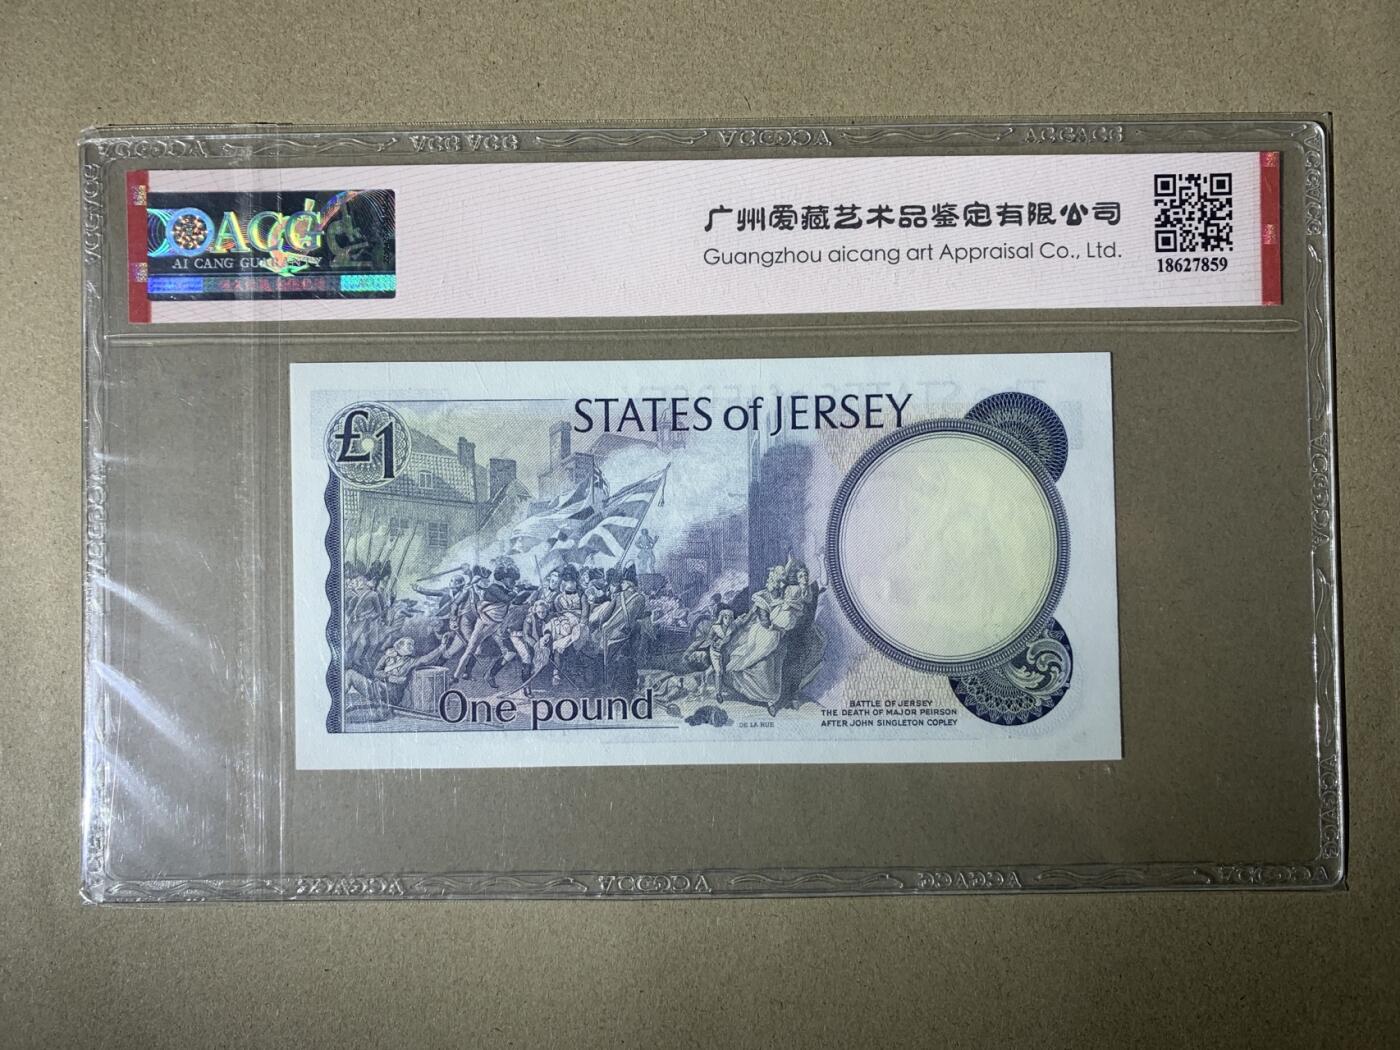 ACG
AI CANG GUARANTY
广州爱藏艺术品鉴定有限公司
Guangzhou aicang art Appraisal Co., Ltd.
18627859
£1
STATES of JERSEY
One pound
DE LA RUE
BATTLE OF JERSEY
THE DEATH OF MAJOR PEIRSON
AFTER JOHN SINGLETON COPLEY